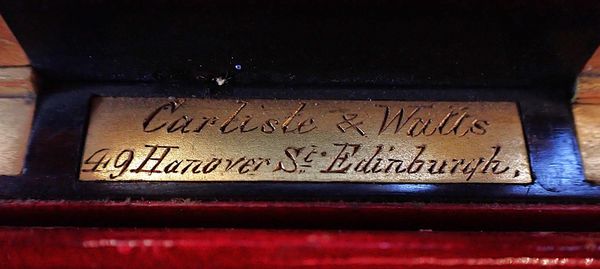 Carlisle & Watts
49 Hanover St. Edinburgh,